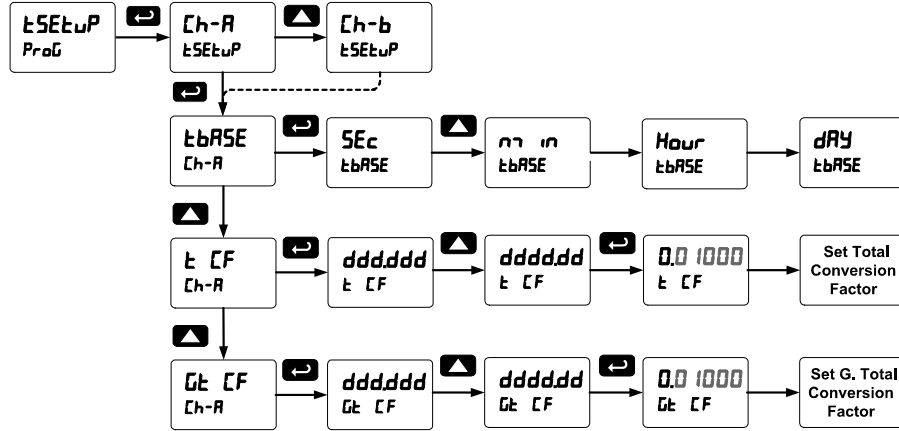 tSEtuP
ProG
Ch-A
tSEtuP
Ch-b
tSEtuP
tbASE
Ch-A
SEc
tbASE
min
tbASE
Hour
tbASE
dAY
tbASE
t CF
Ch-A
ddd.ddd
t CF
dddd.dd
t CF
0.01000
t CF
Set Total
Conversion
Factor
Gt CF
Ch-A
ddd.ddd
Gt CF
dddd.dd
Gt CF
0.01000
Gt CF
Set G. Total
Conversion
Factor